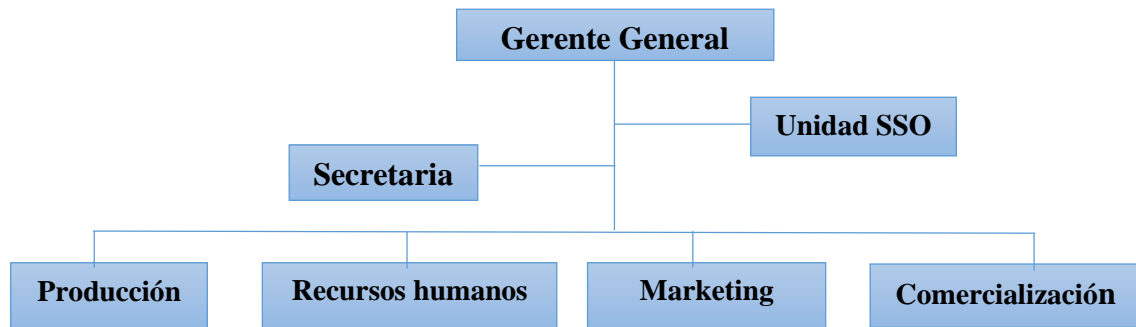 Gerente General
Unidad SSO
Secretaria
Producción
Recursos humanos
Marketing
Comercialización